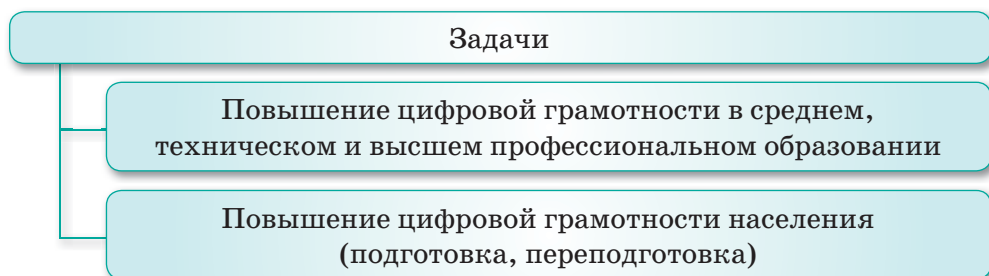 Задачи
Повышение цифровой грамотности в среднем,
техническом и высшем профессиональном образовании
Повышение цифровой грамотности населения
(подготовка, переподготовка)